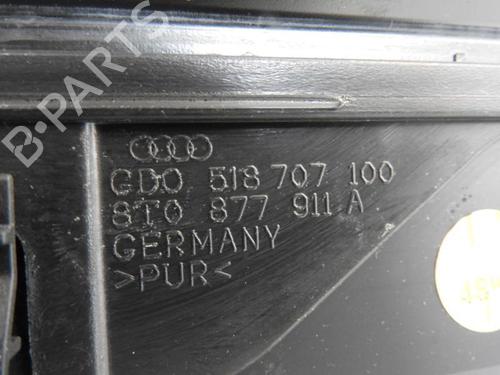 B-PARTS
GD0 518 707 100
8T0 877 911 A
GERMANY
>PUR<